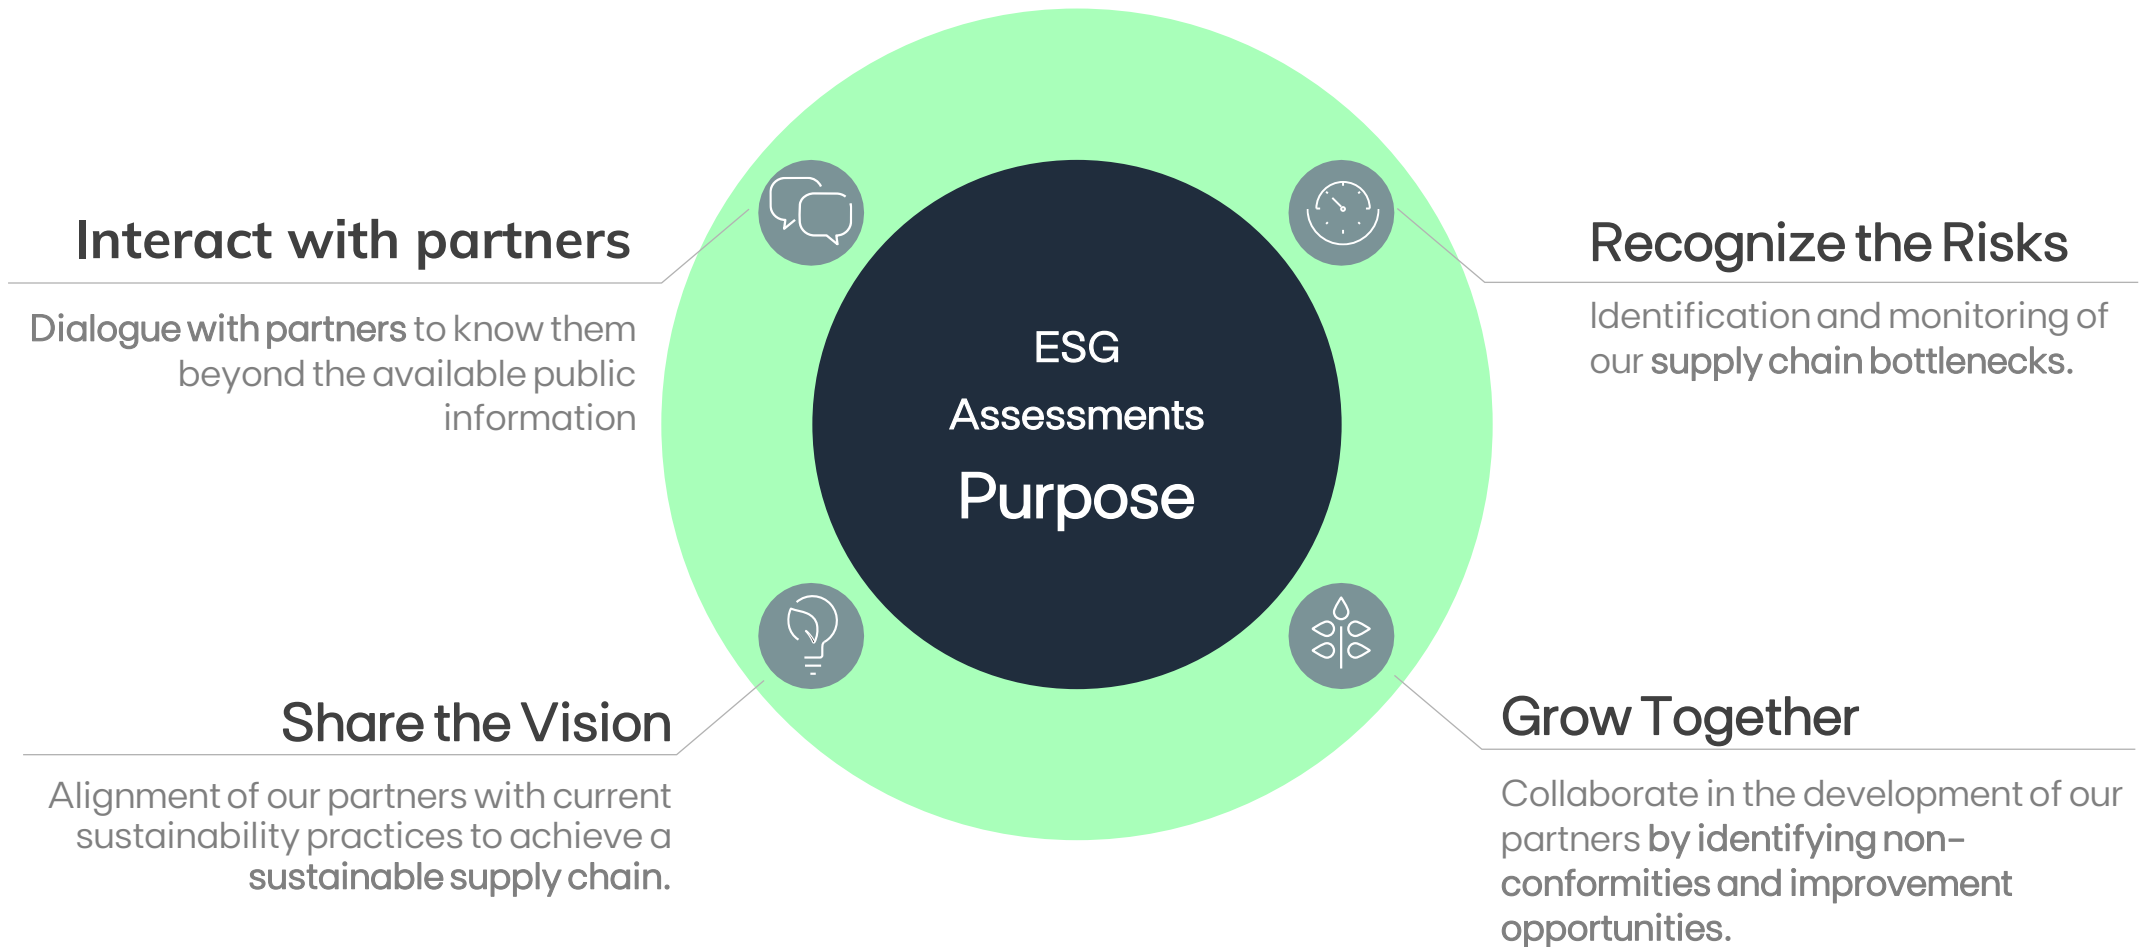 Interact with partners
Dialogue with partners to know them
beyond the available public
information
Recognize the Risks
Identification and monitoring of
our supply chain bottlenecks.
ESG
Assessments
Purpose
Share the Vision
Alignment of our partners with current
sustainability practices to achieve a
sustainable supply chain.
Grow Together
Collaborate in the development of our
partners by identifying non-
conformities and improvement
opportunities.